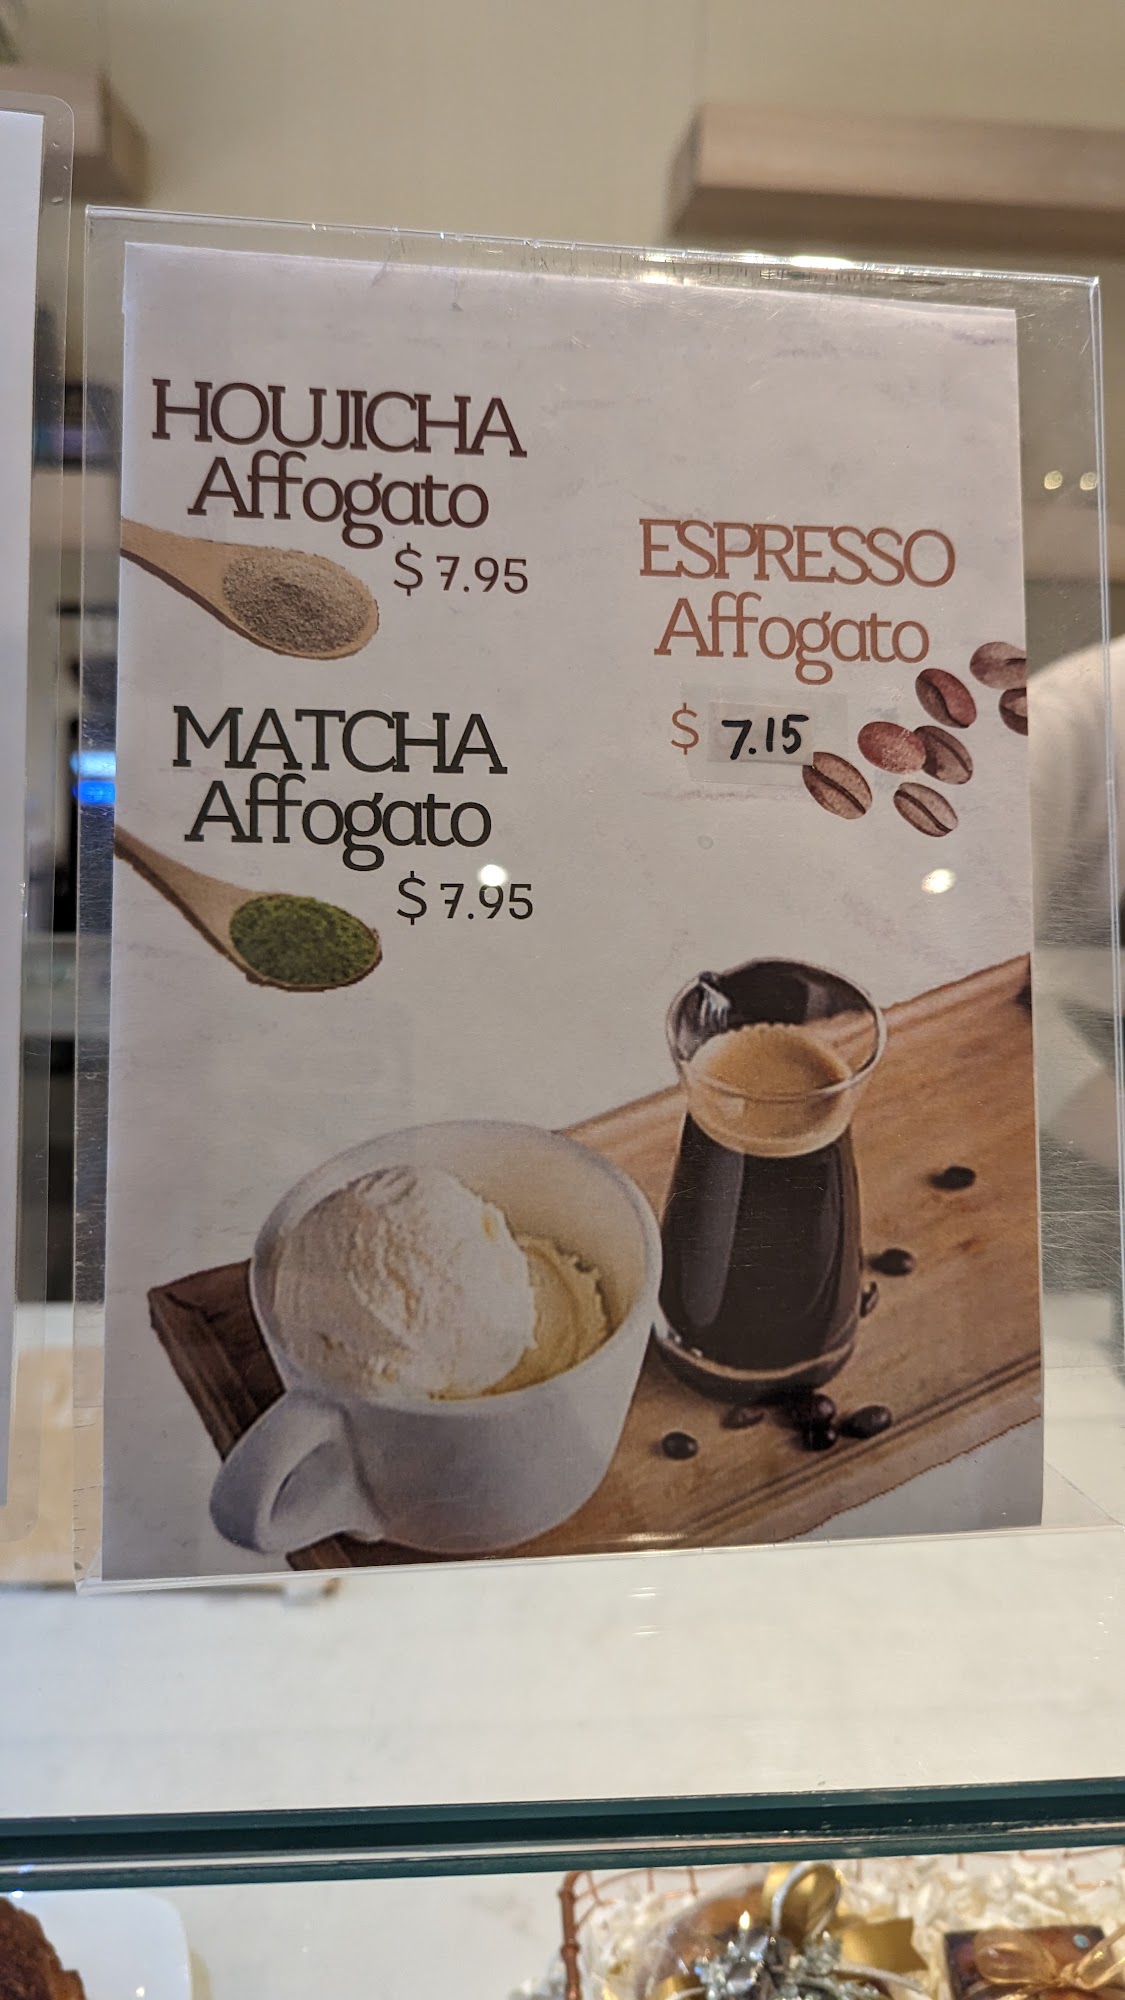 HOUJICHA
Affogato
$7.95
MATCHA
Affogato
$7.95
ESPRESSO
Affogato
$ 7.15